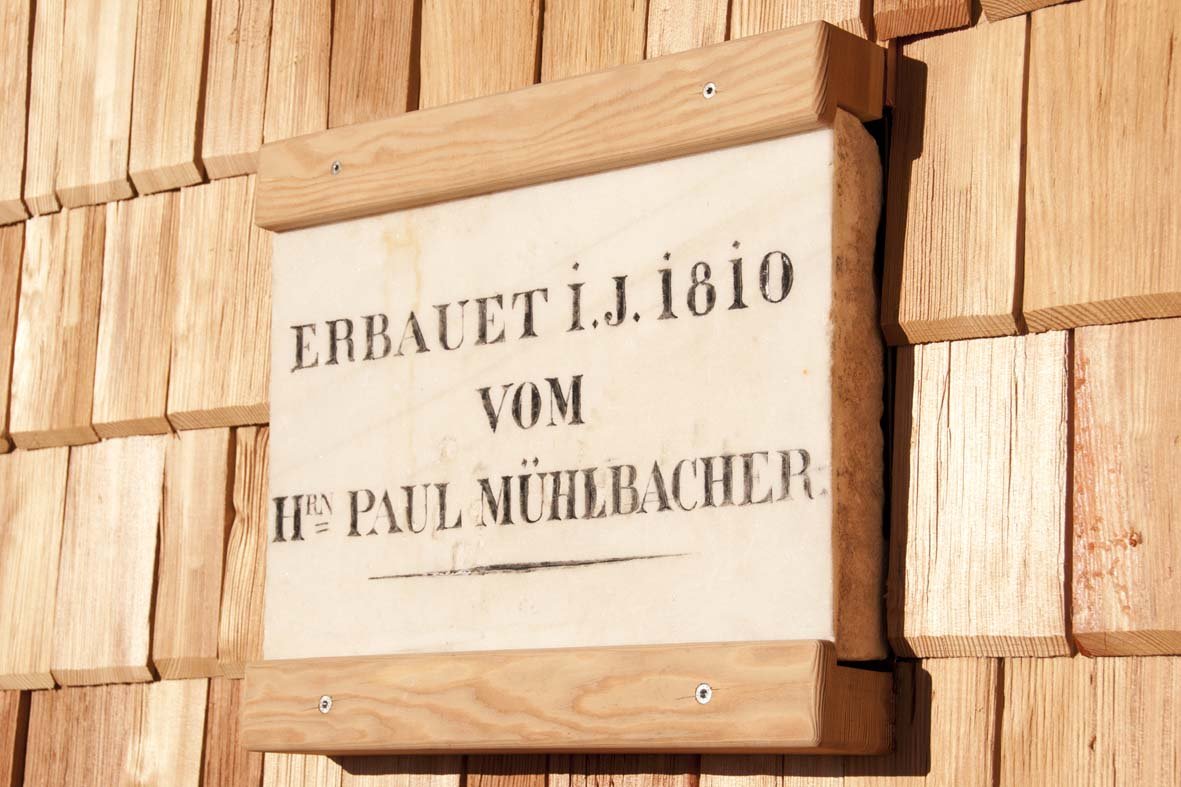 ERBAUET i.J. 1810
VOM
HRN PAUL MÜHLBACHER.